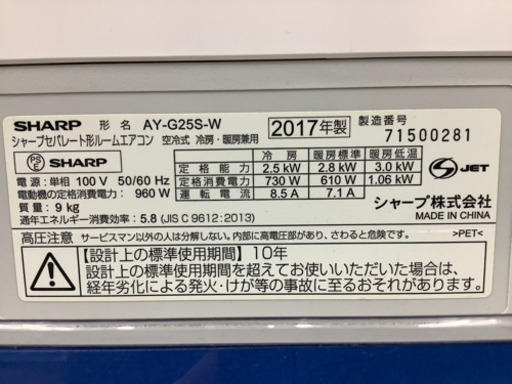 SHARP 形名 AY-G25S-W 2017年製 製造番号
シャープセパレート形ルームエアコン 空冷式 冷房・暖房兼用 71500281
PS E SHARP 冷房 暖房標準 暖房低温
定格能力 2.5 kW 2.8 kW 3.0 kW S JET
電源：単相 100 V 50/60 Hz 定格消費電力 730 W 610 W 1.06 kW
電動機の定格消費電力 960 W 運転電流 8.5 A 7.1 A シャープ株式会社
質量：9 kg MADE IN CHINA
通年エネルギー消費効率：5.8 (JIS C 9612:2013)
高圧注意 サービスマン以外の人は分解しない。内部に高電圧部があり、さわると危険です。 >PET<
【設計上の標準使用期間】10年
設計上の標準使用期間を超えてお使いいただいた場合は、
経年劣化による発火・けが等の事故に至るおそれがあります。